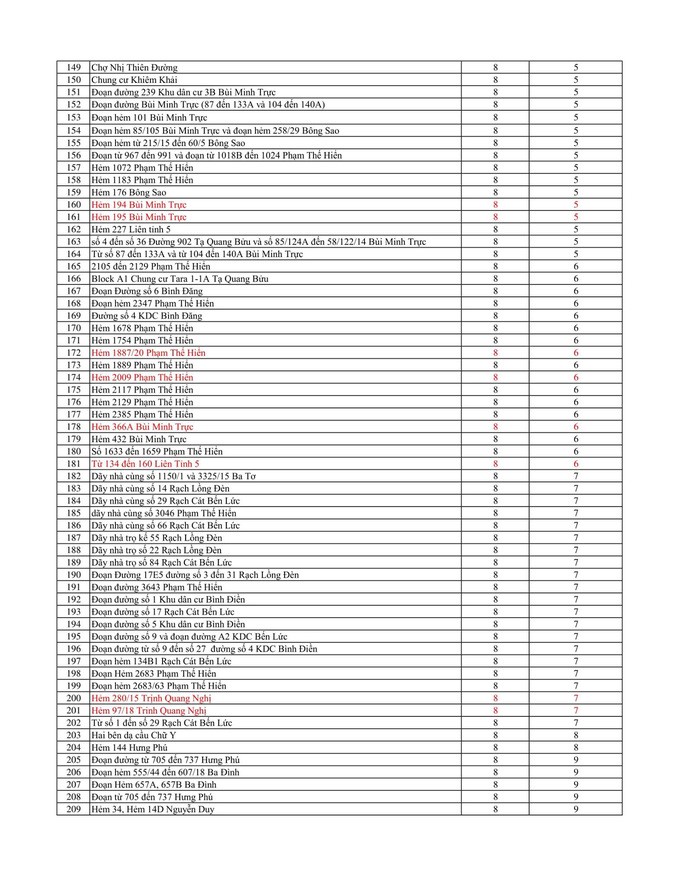 149 Chợ Nhị Thiên Đường 8 5
150 Chung cư Khiêm Khái 8 5
151 Đoạn đường 239 Khu dân cư 3B Bùi Minh Trực 8 5
152 Đoạn đường Bùi Minh Trực (87 đến 133A và 104 đến 140A) 8 5
153 Đoạn hẻm 101 Bùi Minh Trực 8 5
154 Đoạn hẻm 85/105 Bùi Minh Trực và đoạn hẻm 258/29 Bông Sao 8 5
155 Đoạn hẻm từ 215/15 đến 60/5 Bông Sao 8 5
156 Đoạn từ 967 đến 991 và đoạn từ 1018B đến 1024 Phạm Thế Hiển 8 5
157 Hẻm 1072 Phạm Thế Hiển 8 5
158 Hẻm 1183 Phạm Thế Hiển 8 5
159 Hẻm 176 Bông Sao 8 5
160 Hẻm 194 Bùi Minh Trực 8 5
161 Hẻm 195 Bùi Minh Trực 8 5
162 Hẻm 227 Liên tỉnh 5 8 5
163 số 4 đến số 36 Đường 902 Tạ Quang Bửu và số 85/124A đến 58/122/14 Bùi Minh Trực 8 5
164 Từ số 87 đến 133A và từ 104 đến 140A Bùi Minh Trực 8 5
165 2105 đến 2129 Phạm Thế Hiển 8 6
166 Block A1 Chung cư Tara 1-1A Tạ Quang Bửu 8 6
167 Đoạn Đường số 6 Bình Đăng 8 6
168 Đoạn hẻm 2347 Phạm Thế Hiển 8 6
169 Đường số 4 KDC Bình Đăng 8 6
170 Hẻm 1678 Phạm Thế Hiển 8 6
171 Hẻm 1754 Phạm Thế Hiển 8 6
172 Hẻm 1887/20 Phạm Thế Hiển 8 6
173 Hẻm 1889 Phạm Thế Hiển 8 6
174 Hẻm 2009 Phạm Thế Hiển 8 6
175 Hẻm 2117 Phạm Thế Hiển 8 6
176 Hẻm 2129 Phạm Thế Hiển 8 6
177 Hẻm 2385 Phạm Thế Hiển 8 6
178 Hẻm 366A Bùi Minh Trực 8 6
179 Hẻm 432 Bùi Minh Trực 8 6
180 Số 1633 đến 1659 Phạm Thế Hiển 8 6
181 Từ 134 đến 160 Liên Tỉnh 5 8 6
182 Dãy nhà cùng số 1150/1 và 3325/15 Ba Tơ 8 7
183 Dãy nhà cùng số 14 Rạch Lồng Đèn 8 7
184 Dãy nhà cùng số 29 Rạch Cát Bến Lức 8 7
185 dãy nhà cùng số 3046 Phạm Thế Hiển 8 7
186 Dãy nhà cùng số 66 Rạch Cát Bến Lức 8 7
187 Dãy nhà trọ kế 55 Rạch Lồng Đèn 8 7
188 Dãy nhà trọ số 22 Rạch Lồng Đèn 8 7
189 Dãy nhà trọ số 84 Rạch Cát Bến Lức 8 7
190 Đoạn Đường 17E5 đường số 3 đến 31 Rạch Lồng Đèn 8 7
191 Đoạn đường 3643 Phạm Thế Hiển 8 7
192 Đoạn đường số 1 Khu dân cư Bình Điền 8 7
193 Đoạn đường số 17 Rạch Cát Bến Lức 8 7
194 Đoạn đường số 5 Khu dân cư Bình Điền 8 7
195 Đoạn đường số 9 và đoạn đường A2 KDC Bến Lức 8 7
196 Đoạn đường từ số 9 đến số 27 đường số 4 KDC Bình Điền 8 7
197 Đoạn hẻm 134B1 Rạch Cát Bến Lức 8 7
198 Đoạn Hẻm 2683 Phạm Thế Hiển 8 7
199 Đoạn hẻm 2683/63 Phạm Thế Hiển 8 7
200 Hẻm 280/15 Trịnh Quang Nghị 8 7
201 Hẻm 97/18 Trịnh Quang Nghị 8 7
202 Từ số 1 đến số 29 Rạch Cát Bến Lức 8 7
203 Hai bên dạ cầu Chữ Y 8 8
204 Hẻm 144 Hưng Phú 8 8
205 Đoạn đường từ 705 đến 737 Hưng Phú 8 9
206 Đoạn hẻm 555/44 đến 607/18 Ba Đình 8 9
207 Đoạn Hẻm 657A, 657B Ba Đình 8 9
208 Đoạn từ 705 đến 737 Hưng Phú 8 9
209 Hẻm 34, Hẻm 14D Nguyễn Duy 8 9